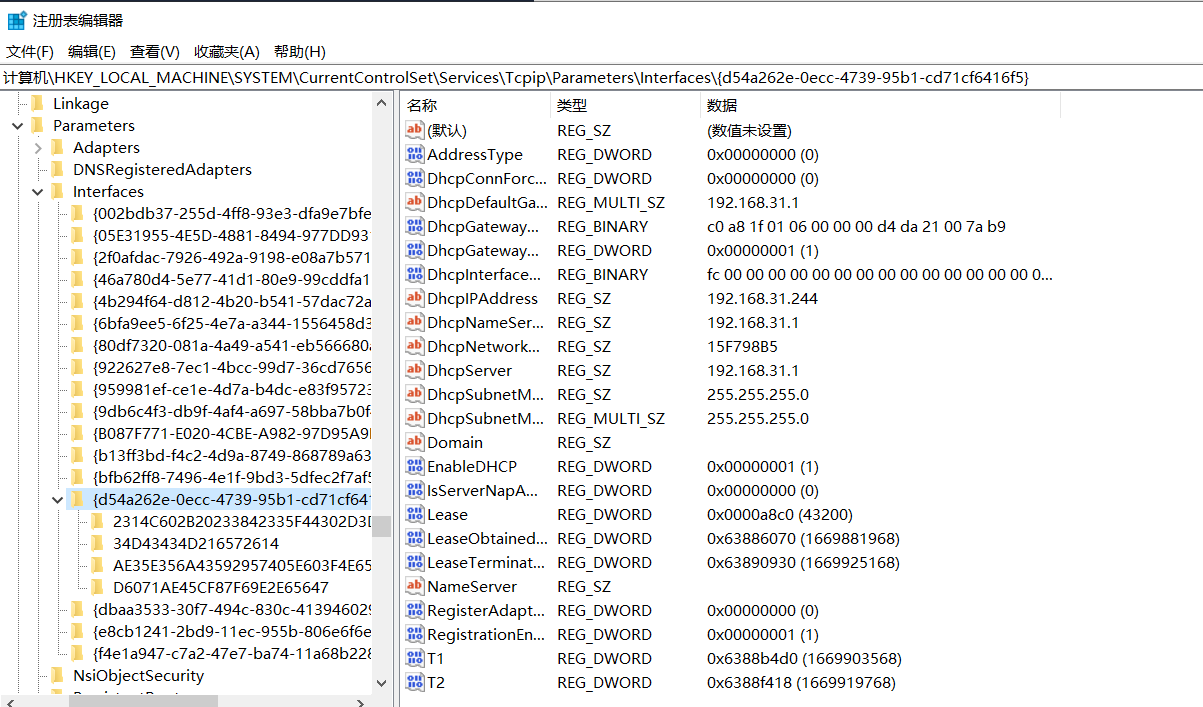 注册表编辑器
文件(F) 编辑(E) 查看(V) 收藏夹(A) 帮助(H)
计算机\HKEY_LOCAL_MACHINE\SYSTEM\CurrentControlSet\Services\Tcpip\Parameters\Interfaces\{d54a262e-0ecc-4739-95b1-cd71cf6416f5}
Linkage
Parameters
Adapters
DNSRegisteredAdapters
Interfaces
{002bdb37-255d-4ff8-93e3-dfa9e7bfe
{05E31955-4E5D-4881-8494-977DD931
{2f0afdac-7926-492a-9198-e08a7b571
{46a780d4-5e77-41d1-80e9-99cddfa1
{4b294f64-d812-4b20-b541-57dac72a
{6bfa9ee5-6f25-4e7a-a344-1556458d3
{80df7320-081a-4a49-a541-eb566680
{922627e8-7ec1-4bcc-99d7-36cd7656
{959981ef-ce1e-4d7a-b4dc-e83f95723
{9db6c4f3-db9f-4af4-a697-58bba7b0f
{B087F771-E020-4CBE-A982-97D95A9
{b13ff3bd-f4c2-4d9a-8749-868789a63
{bfb62ff8-7496-4e1f-9bd3-5dfec2f7af5
{d54a262e-0ecc-4739-95b1-cd71cf641
2314C602B20233842335F44302D3
34D43434D216572614
AE35E356A43592957405E603F4E65
D6071AE45CF87F69E2E65647
{dbaa3533-30f7-494c-830c-413946029
{e8cb1241-2bd9-11ec-955b-806e6f6e
{f4e1a947-c7a2-47e7-ba74-11a68b228
NsiObjectSecurity
名称 类型 数据
(默认) REG_SZ (数值未设置)
AddressType REG_DWORD 0x00000000 (0)
DhcpConnForc... REG_DWORD 0x00000000 (0)
DhcpDefaultGa... REG_MULTI_SZ 192.168.31.1
DhcpGateway... REG_BINARY c0 a8 1f 01 06 00 00 00 d4 da 21 00 7a b9
DhcpGateway... REG_DWORD 0x00000001 (1)
DhcpInterface... REG_BINARY fc 00 00 00 00 00 00 00 00 00 00 00 00 00 0...
DhcpIPAddress REG_SZ 192.168.31.244
DhcpNameSer... REG_SZ 192.168.31.1
DhcpNetwork... REG_SZ 15F798B5
DhcpServer REG_SZ 192.168.31.1
DhcpSubnetM... REG_SZ 255.255.255.0
DhcpSubnetM... REG_MULTI_SZ 255.255.255.0
Domain REG_SZ
EnableDHCP REG_DWORD 0x00000001 (1)
IsServerNapA... REG_DWORD 0x00000000 (0)
Lease REG_DWORD 0x0000a8c0 (43200)
LeaseObtained... REG_DWORD 0x63886070 (1669881968)
LeaseTerminat... REG_DWORD 0x63890930 (1669925168)
NameServer REG_SZ
RegisterAdapt... REG_DWORD 0x00000000 (0)
RegistrationEn... REG_DWORD 0x00000001 (1)
T1 REG_DWORD 0x6388b4d0 (1669903568)
T2 REG_DWORD 0x6388f418 (1669919768)